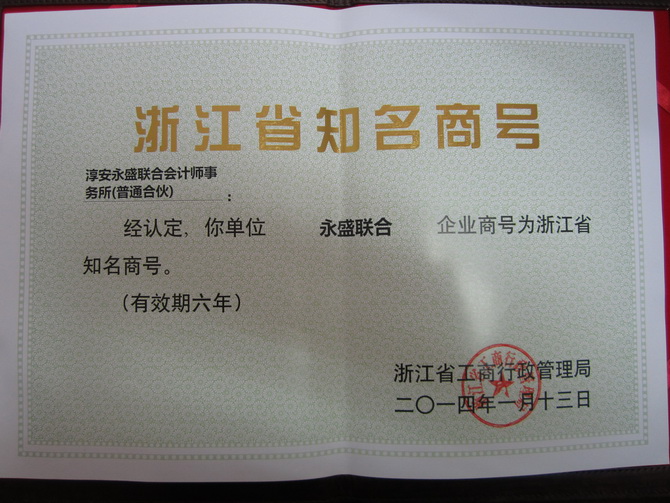 浙江省知名商号
淳安永盛联合会计师事
务所(普通合伙)：
经认定，你单位 永盛联合 企业商号为浙江省
知名商号。
（有效期六年）
浙江省工商行政管理局
二〇一四年一月十三日